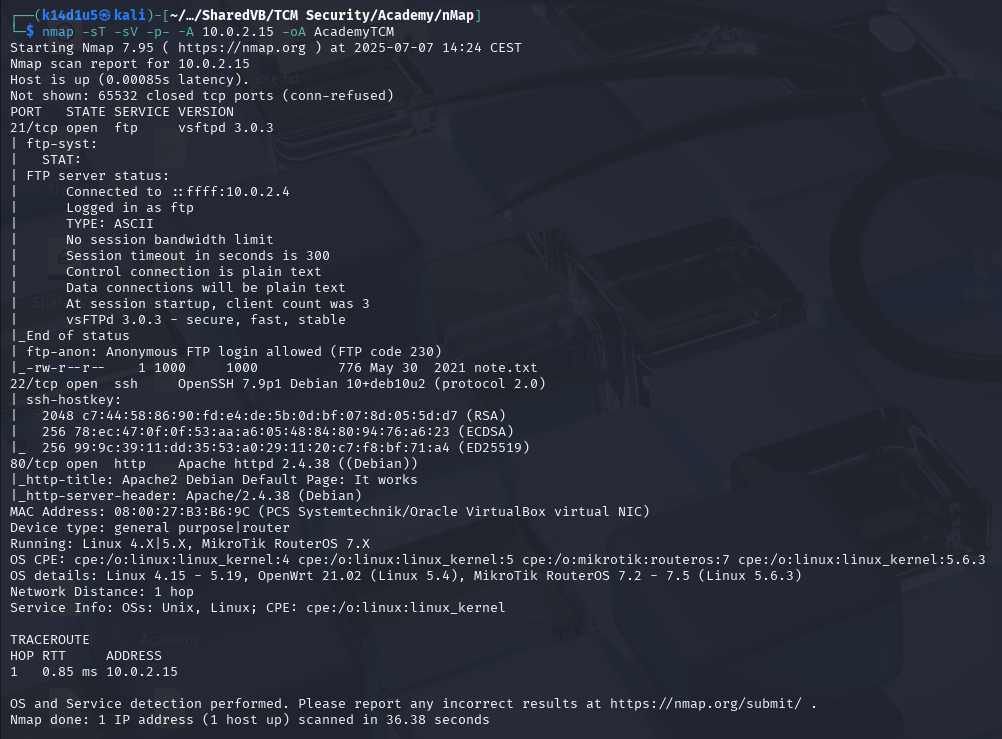 ┌──(k14d1u5㉿kali)-[~/…/SharedVB/TCM Security/Academy/nMap]
└─$ nmap -sT -sV -p- -A 10.0.2.15 -oA AcademyTCM
Starting Nmap 7.95 ( https://nmap.org ) at 2025-07-07 14:24 CEST
Nmap scan report for 10.0.2.15
Host is up (0.00085s latency).
Not shown: 65532 closed tcp ports (conn-refused)
PORT   STATE SERVICE VERSION
21/tcp open  ftp     vsftpd 3.0.3
| ftp-syst:
|   STAT:
| FTP server status:
|      Connected to ::ffff:10.0.2.4
|      Logged in as ftp
|      TYPE: ASCII
|      No session bandwidth limit
|      Session timeout in seconds is 300
|      Control connection is plain text
|      Data connections will be plain text
|      At session startup, client count was 3
|      vsFTPd 3.0.3 - secure, fast, stable
|_End of status
| ftp-anon: Anonymous FTP login allowed (FTP code 230)
|_-rw-r--r--    1 1000     1000          776 May 30  2021 note.txt
22/tcp open  ssh     OpenSSH 7.9p1 Debian 10+deb10u2 (protocol 2.0)
| ssh-hostkey:
|   2048 c7:44:58:86:90:fd:e4:de:5b:0d:bf:07:8d:05:5d:d7 (RSA)
|   256 78:ec:47:0f:0f:53:aa:a6:05:48:84:80:94:76:a6:23 (ECDSA)
|_  256 99:9c:39:11:dd:35:53:a0:29:11:20:c7:f8:bf:71:a4 (ED25519)
80/tcp open  http    Apache httpd 2.4.38 ((Debian))
|_http-title: Apache2 Debian Default Page: It works
|_http-server-header: Apache/2.4.38 (Debian)
MAC Address: 08:00:27:B3:B6:9C (PCS Systemtechnik/Oracle VirtualBox virtual NIC)
Device type: general purpose|router
Running: Linux 4.X|5.X, MikroTik RouterOS 7.X
OS CPE: cpe:/o:linux:linux_kernel:4 cpe:/o:linux:linux_kernel:5 cpe:/o:mikrotik:routeros:7 cpe:/o:linux:linux_kernel:5.6.3
OS details: Linux 4.15 - 5.19, OpenWrt 21.02 (Linux 5.4), MikroTik RouterOS 7.2 - 7.5 (Linux 5.6.3)
Network Distance: 1 hop
Service Info: OSs: Unix, Linux; CPE: cpe:/o:linux:linux_kernel
TRACEROUTE
HOP RTT     ADDRESS
1   0.85 ms 10.0.2.15
OS and Service detection performed. Please report any incorrect results at https://nmap.org/submit/ .
Nmap done: 1 IP address (1 host up) scanned in 36.38 seconds